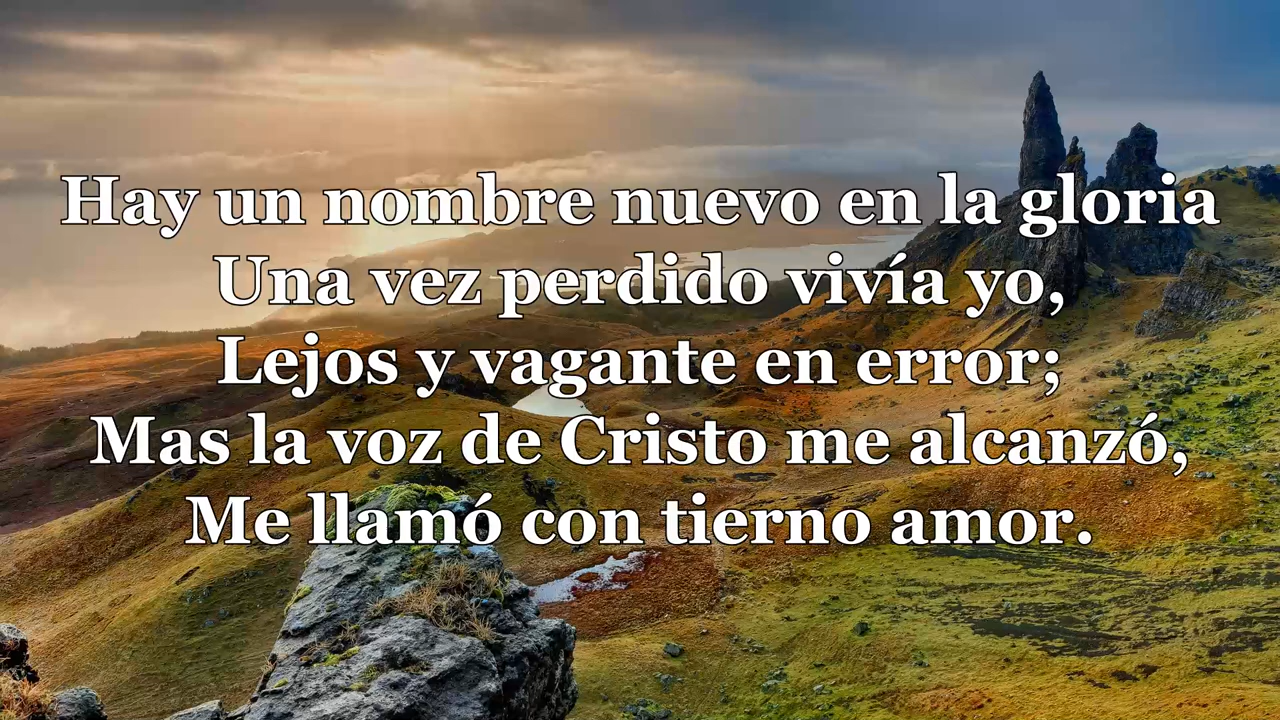 Hay un nombre nuevo en la gloria
Una vez perdido vivía yo,
Lejos y vagante en error;
Mas la voz de Cristo me alcanzó,
Me llamó con tierno amor.